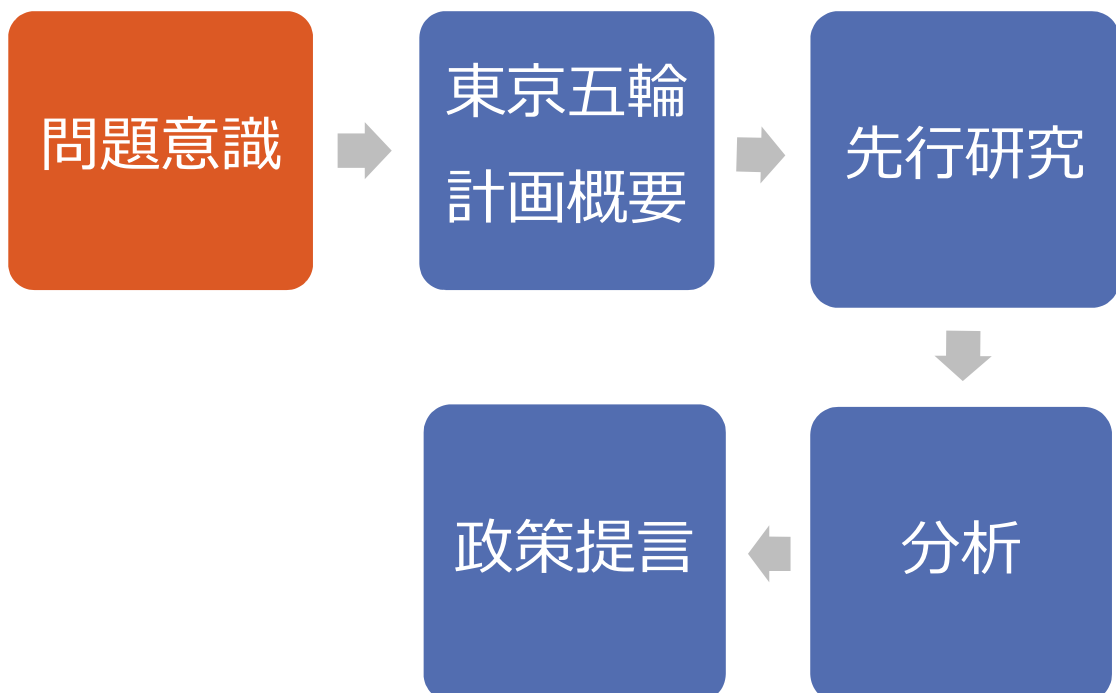 問題意識
東京五輪
計画概要
先行研究
分析
政策提言